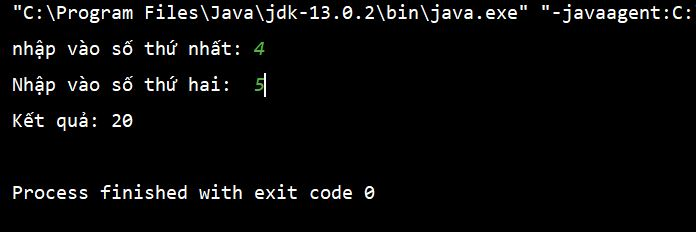 "C:\Program Files\Java\jdk-13.0.2\bin\java.exe" "-javaagent:C:
nhập vào số thứ nhất: 4
Nhập vào số thứ hai:  5
Kết quả: 20
Process finished with exit code 0